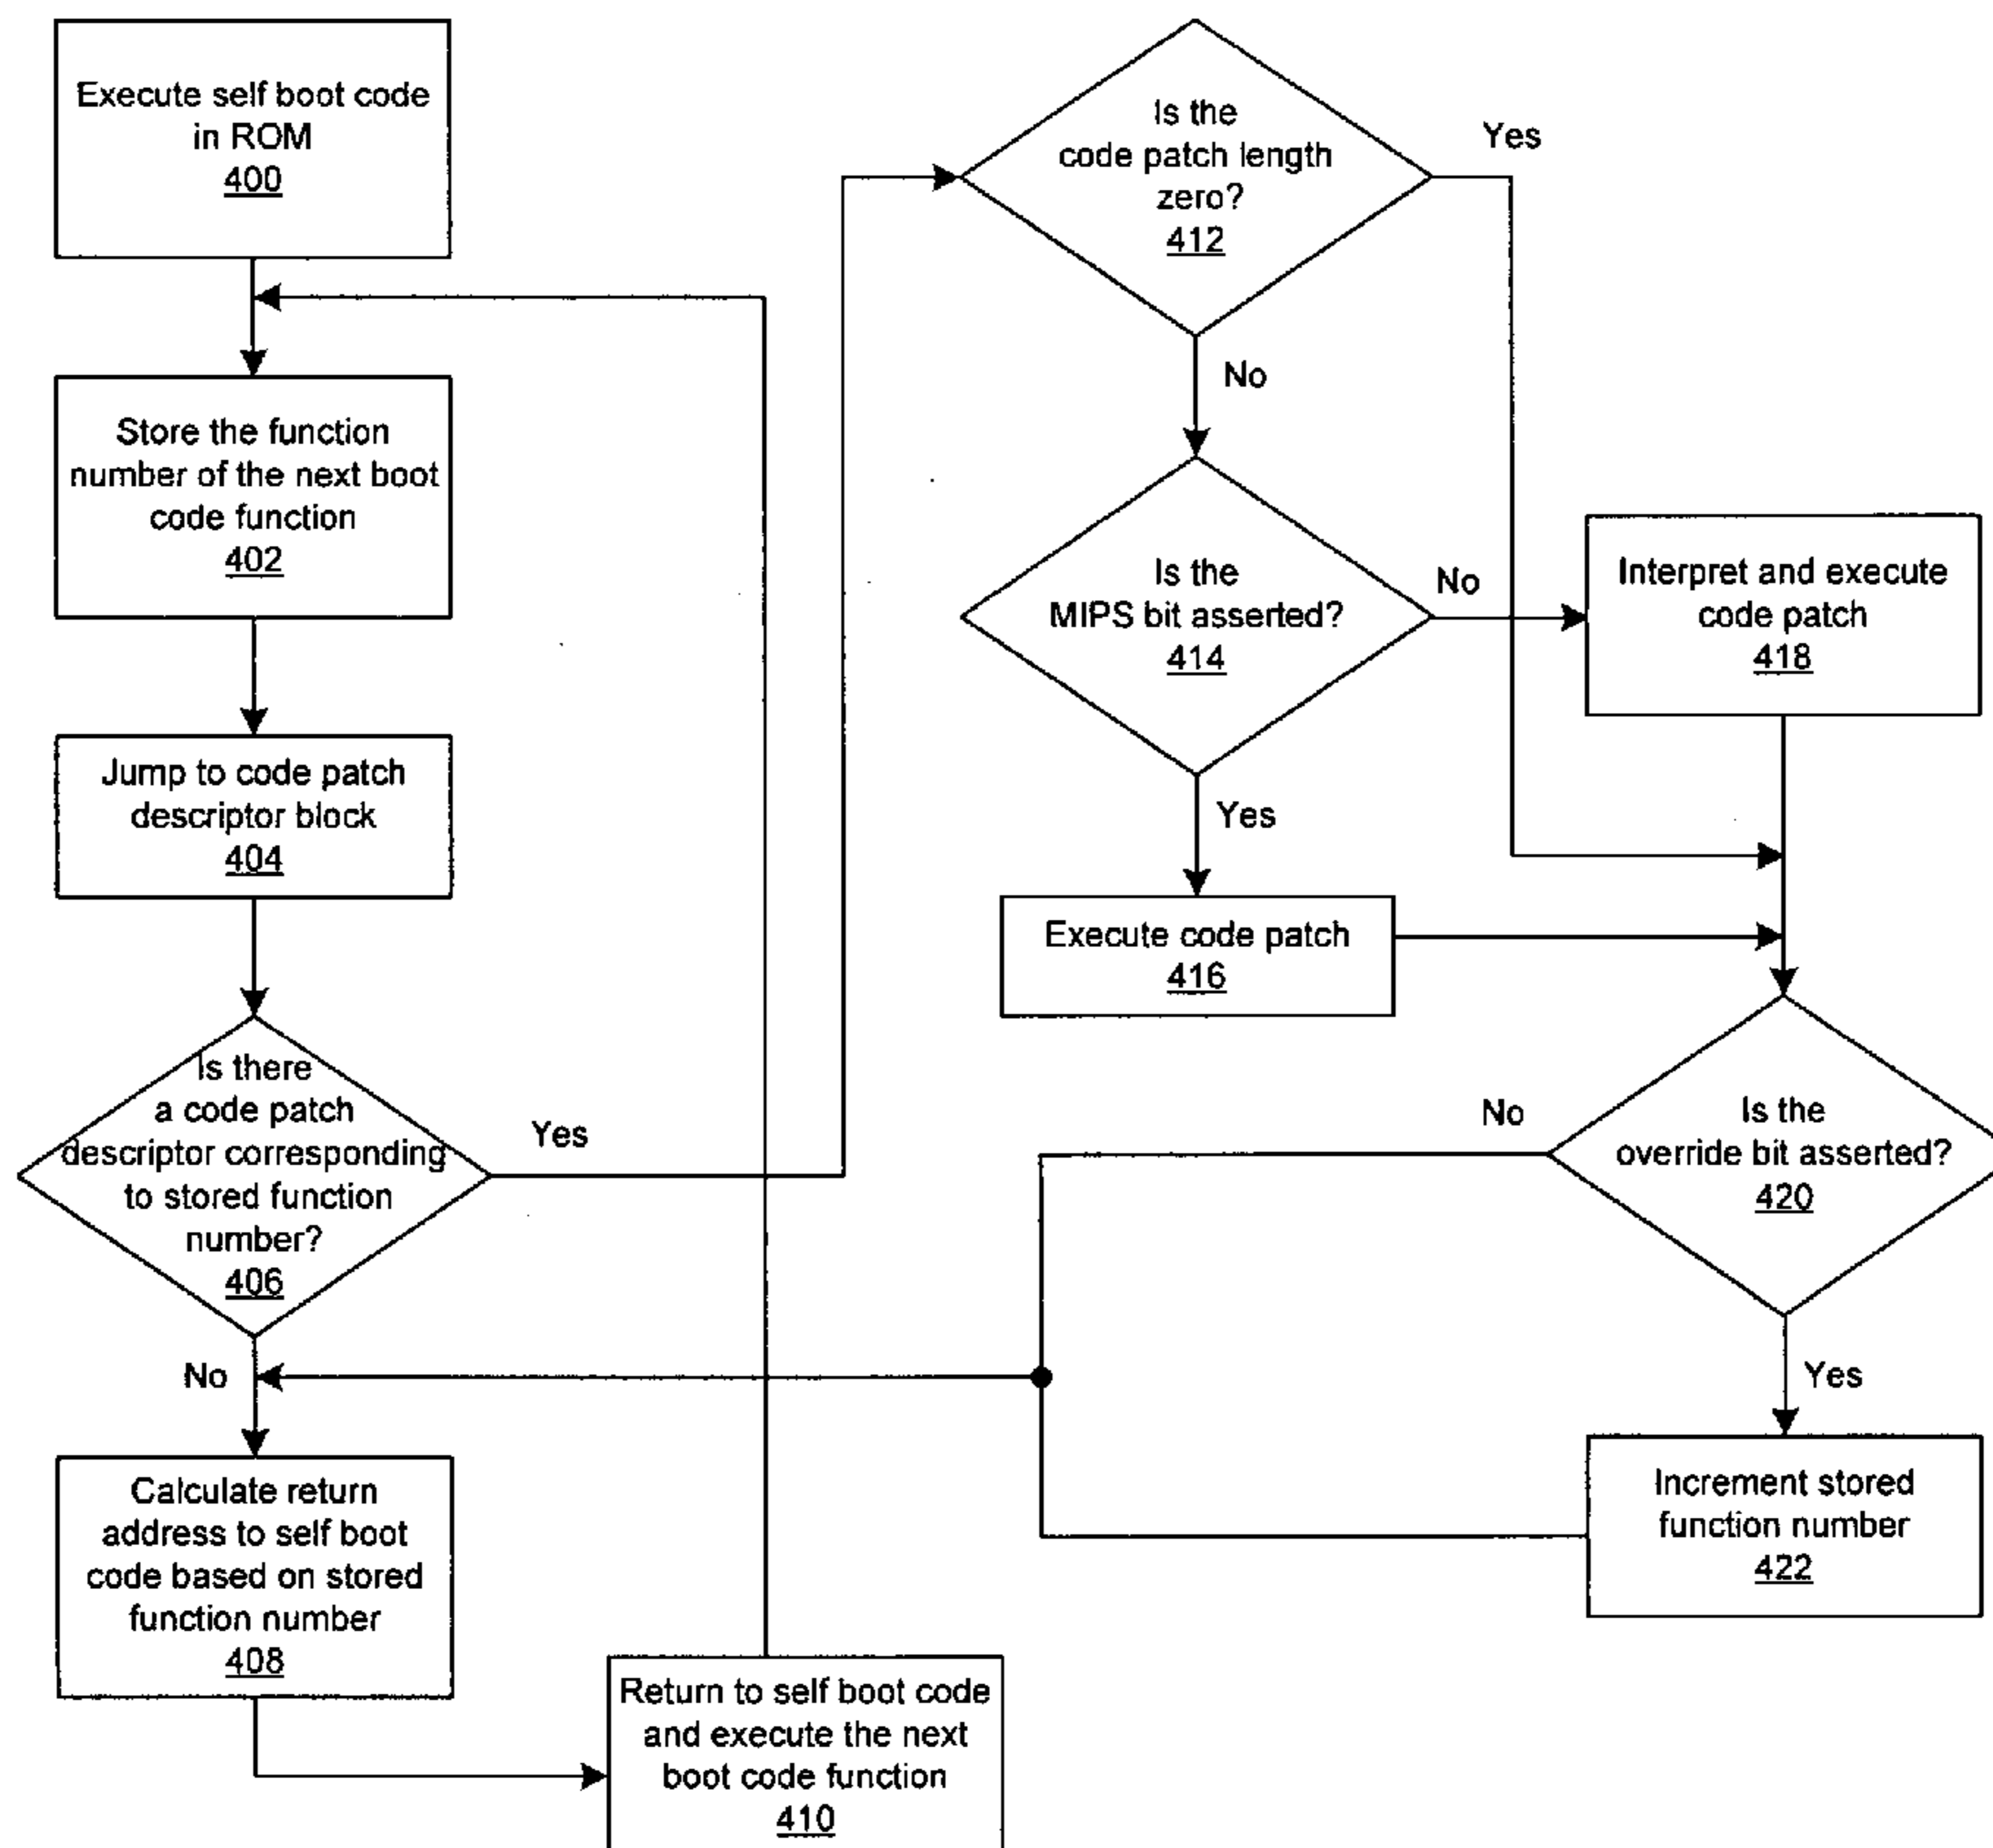 Execute self boot code
in ROM
400
Store the function
number of the next boot
code function
402
Jump to code patch
descriptor block
404
Is there
a code patch
descriptor corresponding
to stored function
number?
406
Yes
No
Calculate return
address to self boot
code based on stored
function number
408
Return to self boot code
and execute the next
boot code function
410
Is the
code patch length
zero?
412
Yes
No
Is the
MIPS bit asserted?
414
No
Yes
Interpret and execute
code patch
418
Execute code patch
416
Is the
override bit asserted?
420
No
Yes
Increment stored
function number
422